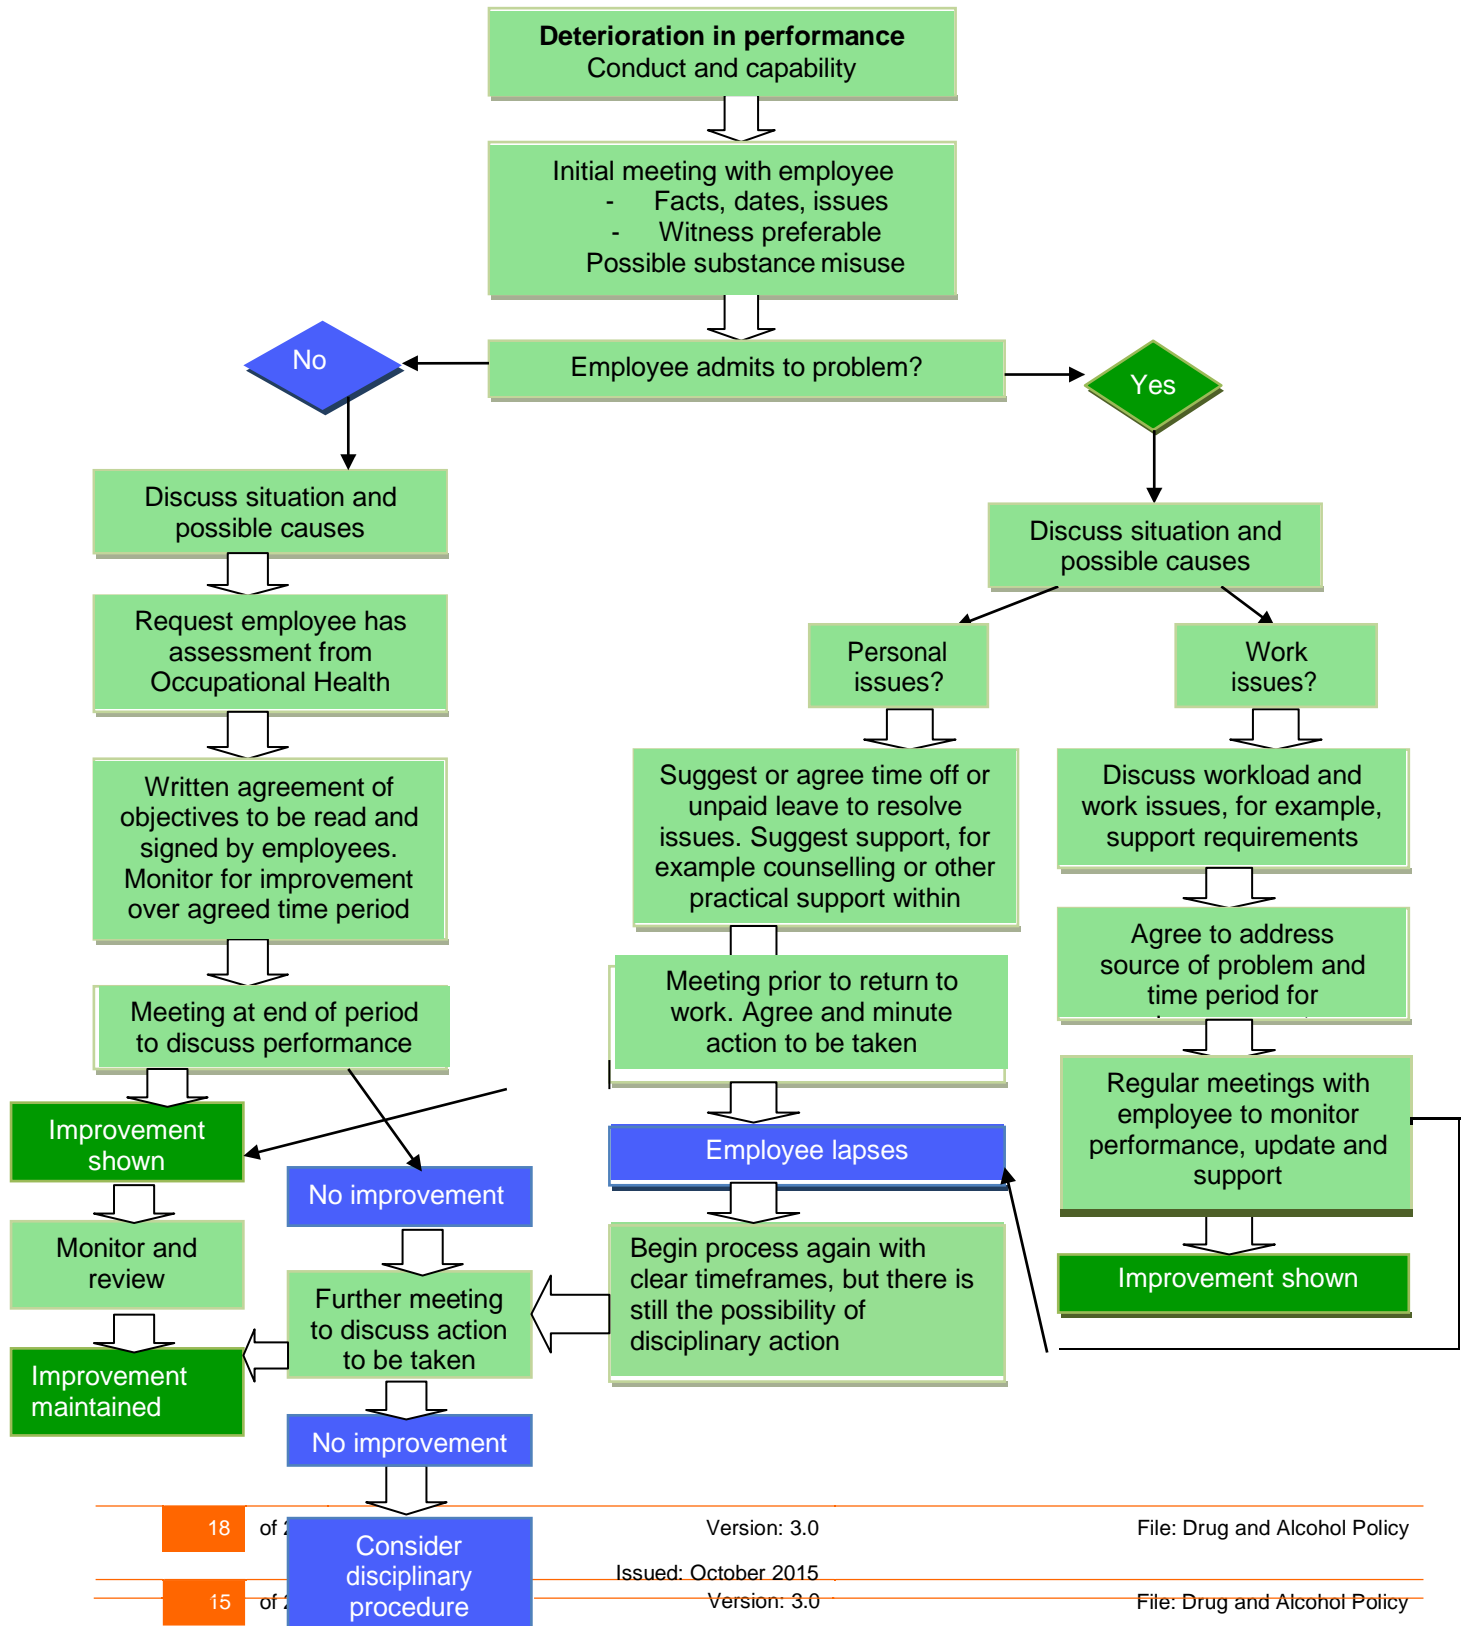 Deterioration in performance
Conduct and capability
Initial meeting with employee
- Facts, dates, issues
- Witness preferable
Possible substance misuse
Employee admits to problem?
No
Yes
Discuss situation and
possible causes
Request employee has
assessment from
Occupational Health
Written agreement of
objectives to be read and
signed by employees.
Monitor for improvement
over agreed time period
Meeting at end of period
to discuss performance
Improvement
shown
Monitor and
review
Improvement
maintained
No improvement
Further meeting
to discuss action
to be taken
No improvement
Consider
disciplinary
procedure
Discuss situation and
possible causes
Personal
issues?
Suggest or agree time off or
unpaid leave to resolve
issues. Suggest support, for
example counselling or other
practical support within
Meeting prior to return to
work. Agree and minute
action to be taken
Employee lapses
Begin process again with
clear timeframes, but there is
still the possibility of
disciplinary action
Work
issues?
Discuss workload and
work issues, for example,
support requirements
Agree to address
source of problem and
time period for
Regular meetings with
employee to monitor
performance, update and
support
Improvement shown
18 of Version: 3.0 File: Drug and Alcohol Policy
Issued: October 2015
15 of Version: 3.0 File: Drug and Alcohol Policy